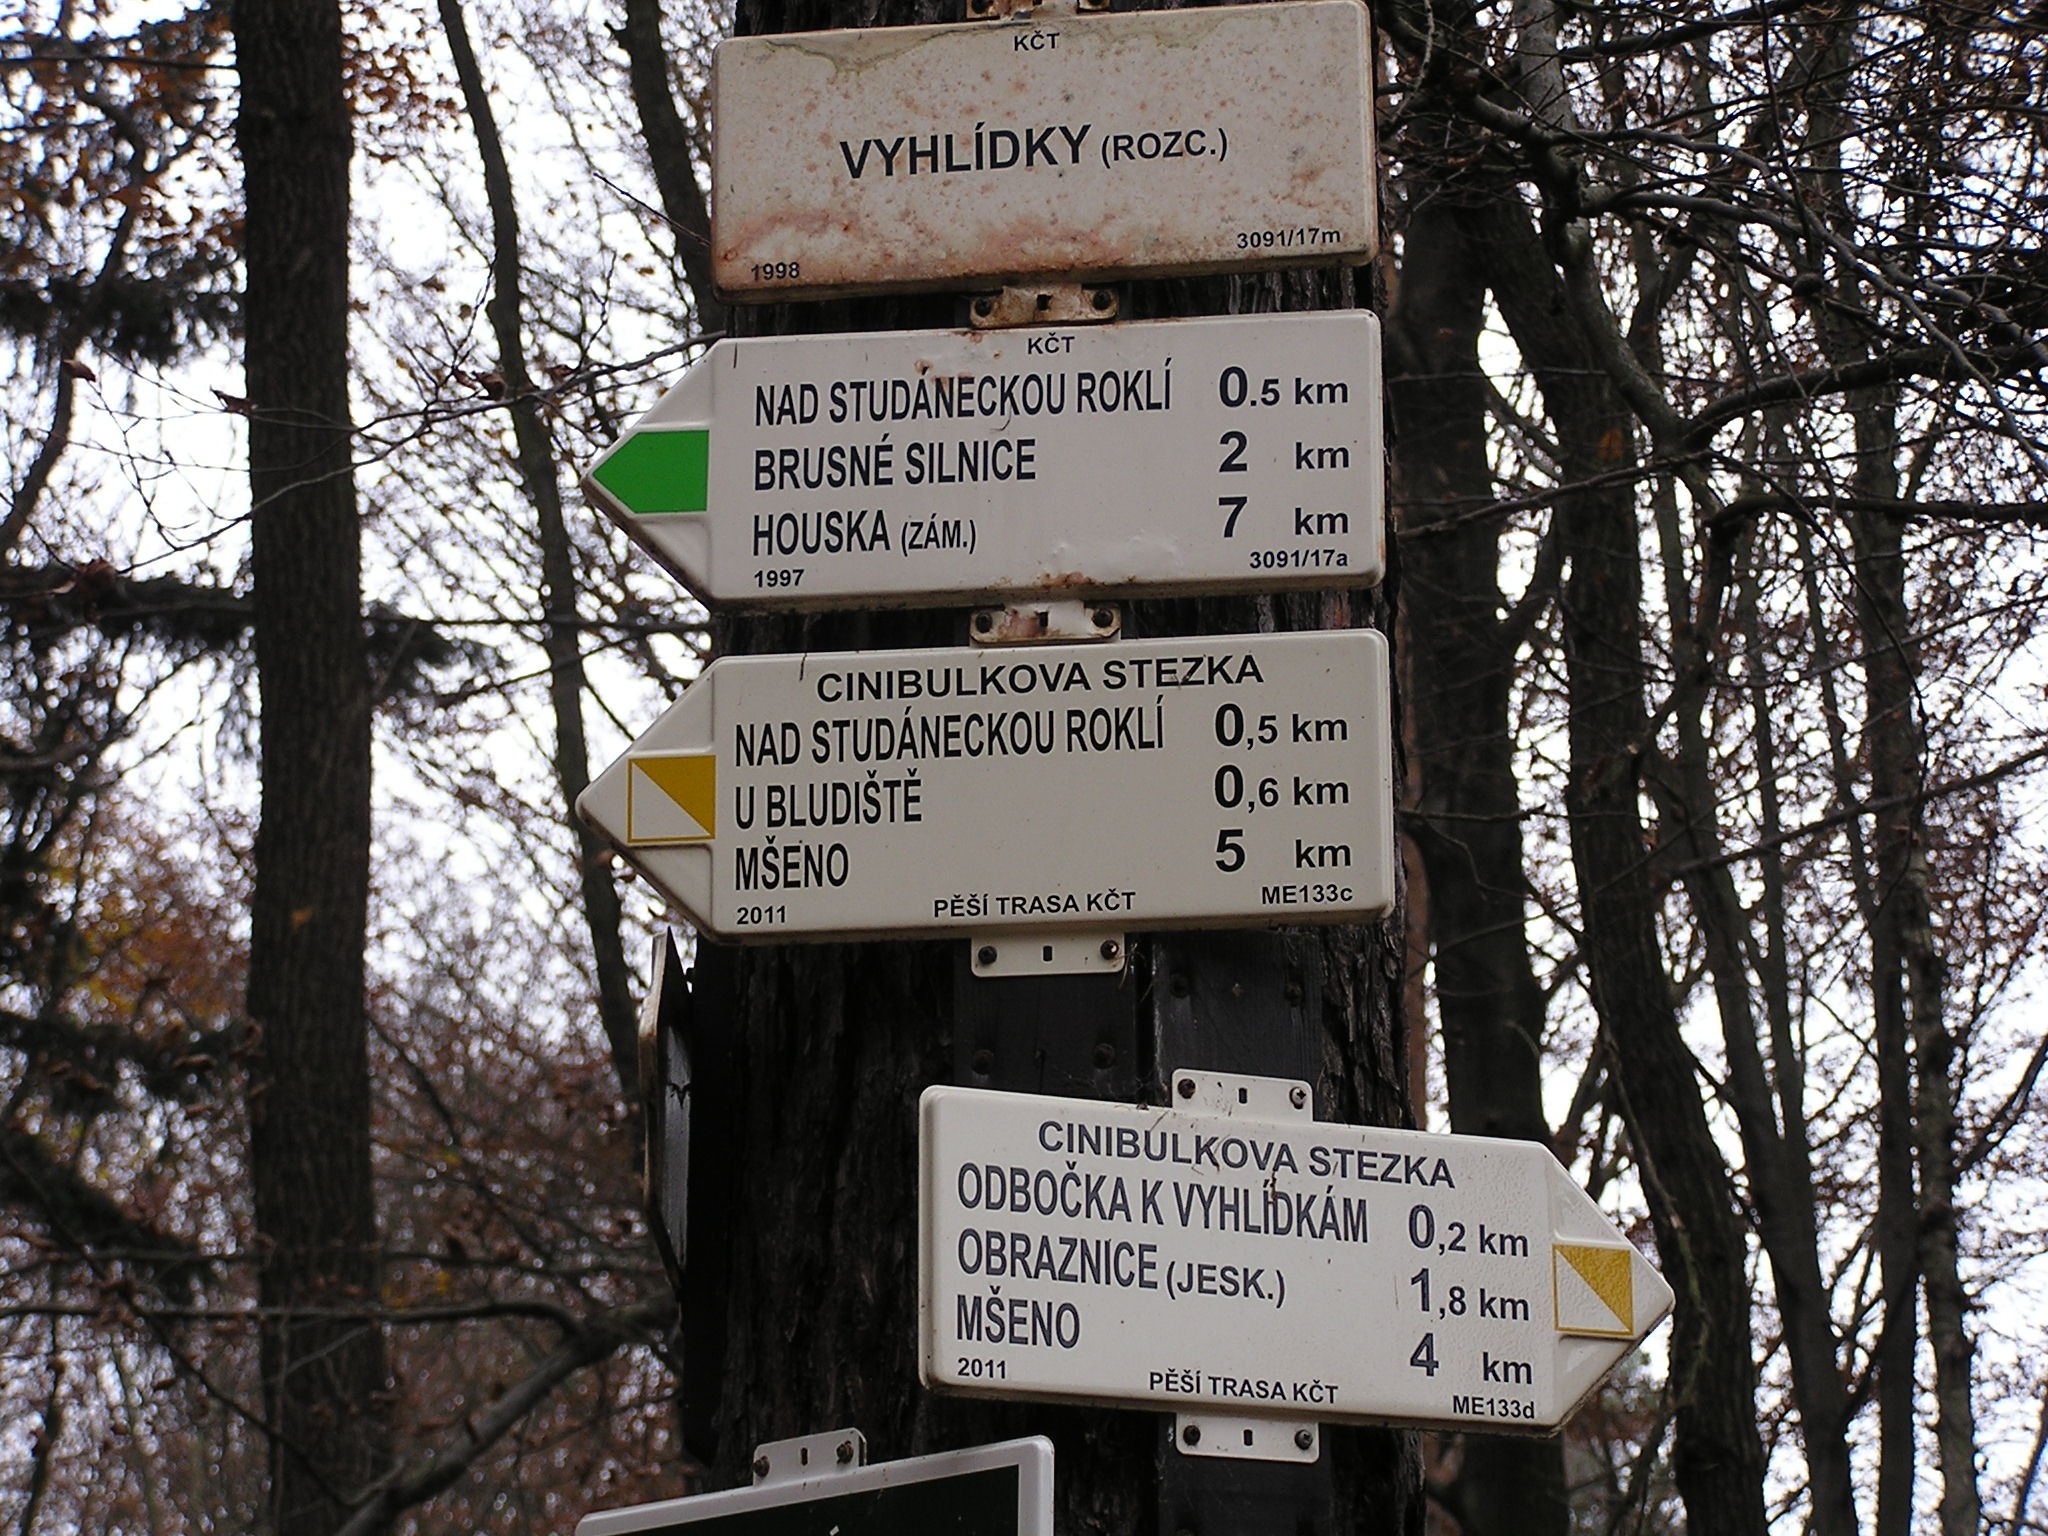 KČT
VYHLÍDKY (ROZC.)
1998 3091/17m
KČT
NAD STUDÁNECKOU ROKLÍ 0.5 km
BRUSNÉ SILNICE 2 km
HOUSKA (ZÁM.) 7 km
1997 3091/17a
CINIBULKOVA STEZKA
NAD STUDÁNECKOU ROKLÍ 0,5 km
U BLUDIŠTĚ 0,6 km
MŠENO 5 km
2011 PĚŠÍ TRASA KČT ME133c
CINIBULKOVA STEZKA
ODBOČKA K VYHLÍDKÁM 0,2 km
OBRAZNICE (JESK.) 1,8 km
MŠENO 4 km
2011 PĚŠÍ TRASA KČT ME133d